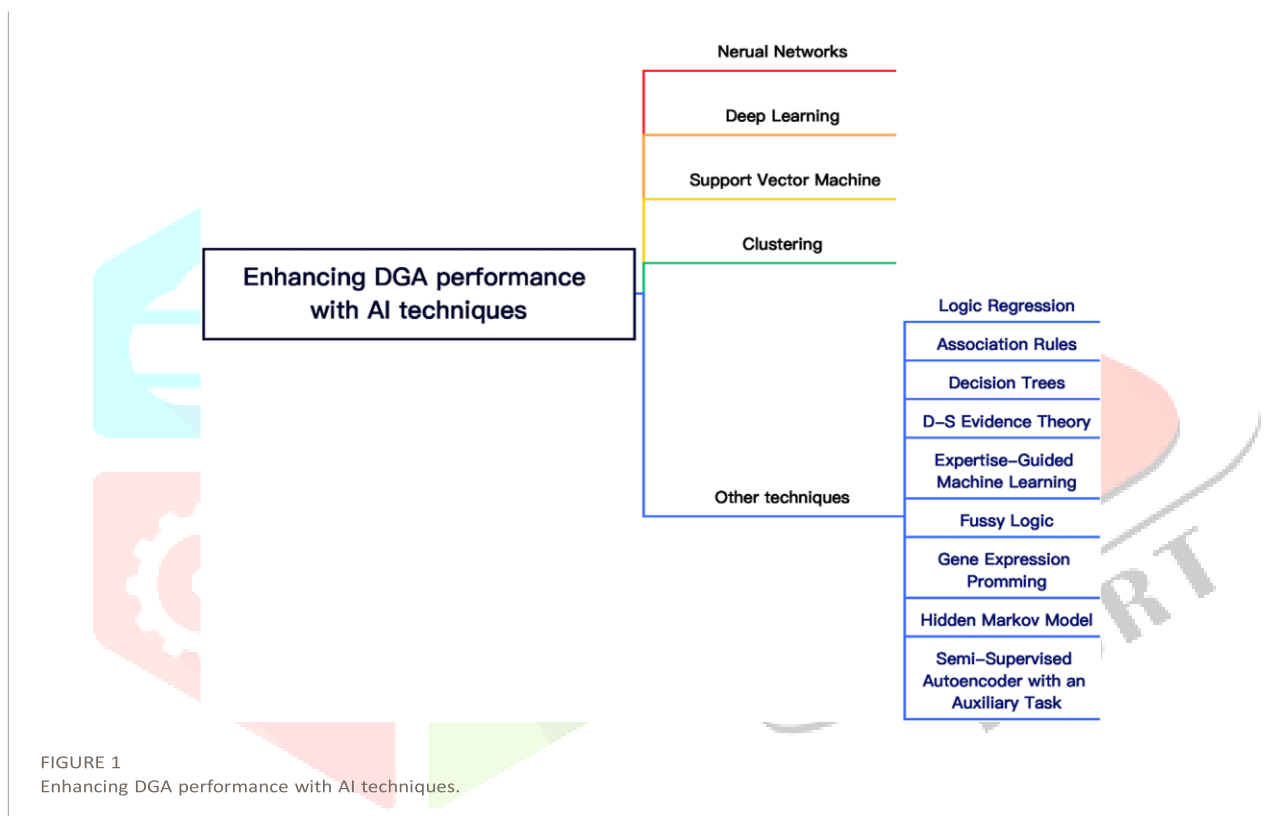 Nerual Networks
Deep Learning
Support Vector Machine
Clustering
Enhancing DGA performance
with AI techniques
Other techniques
Logic Regression
Association Rules
Decision Trees
D-S Evidence Theory
Expertise-Guided
Machine Learning
Fussy Logic
Gene Expression
Promming
Hidden Markov Model
Semi-Supervised
Autoencoder with an
Auxiliary Task
FIGURE 1
Enhancing DGA performance with AI techniques.